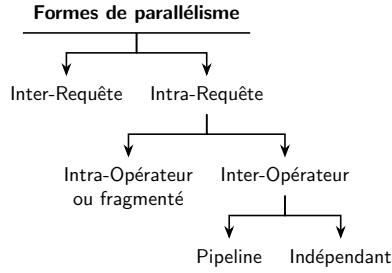 Formes de parallélisme
Inter-Requête
Intra-Requête
Intra-Opérateur
ou fragmenté
Inter-Opérateur
Pipeline
Indépendant